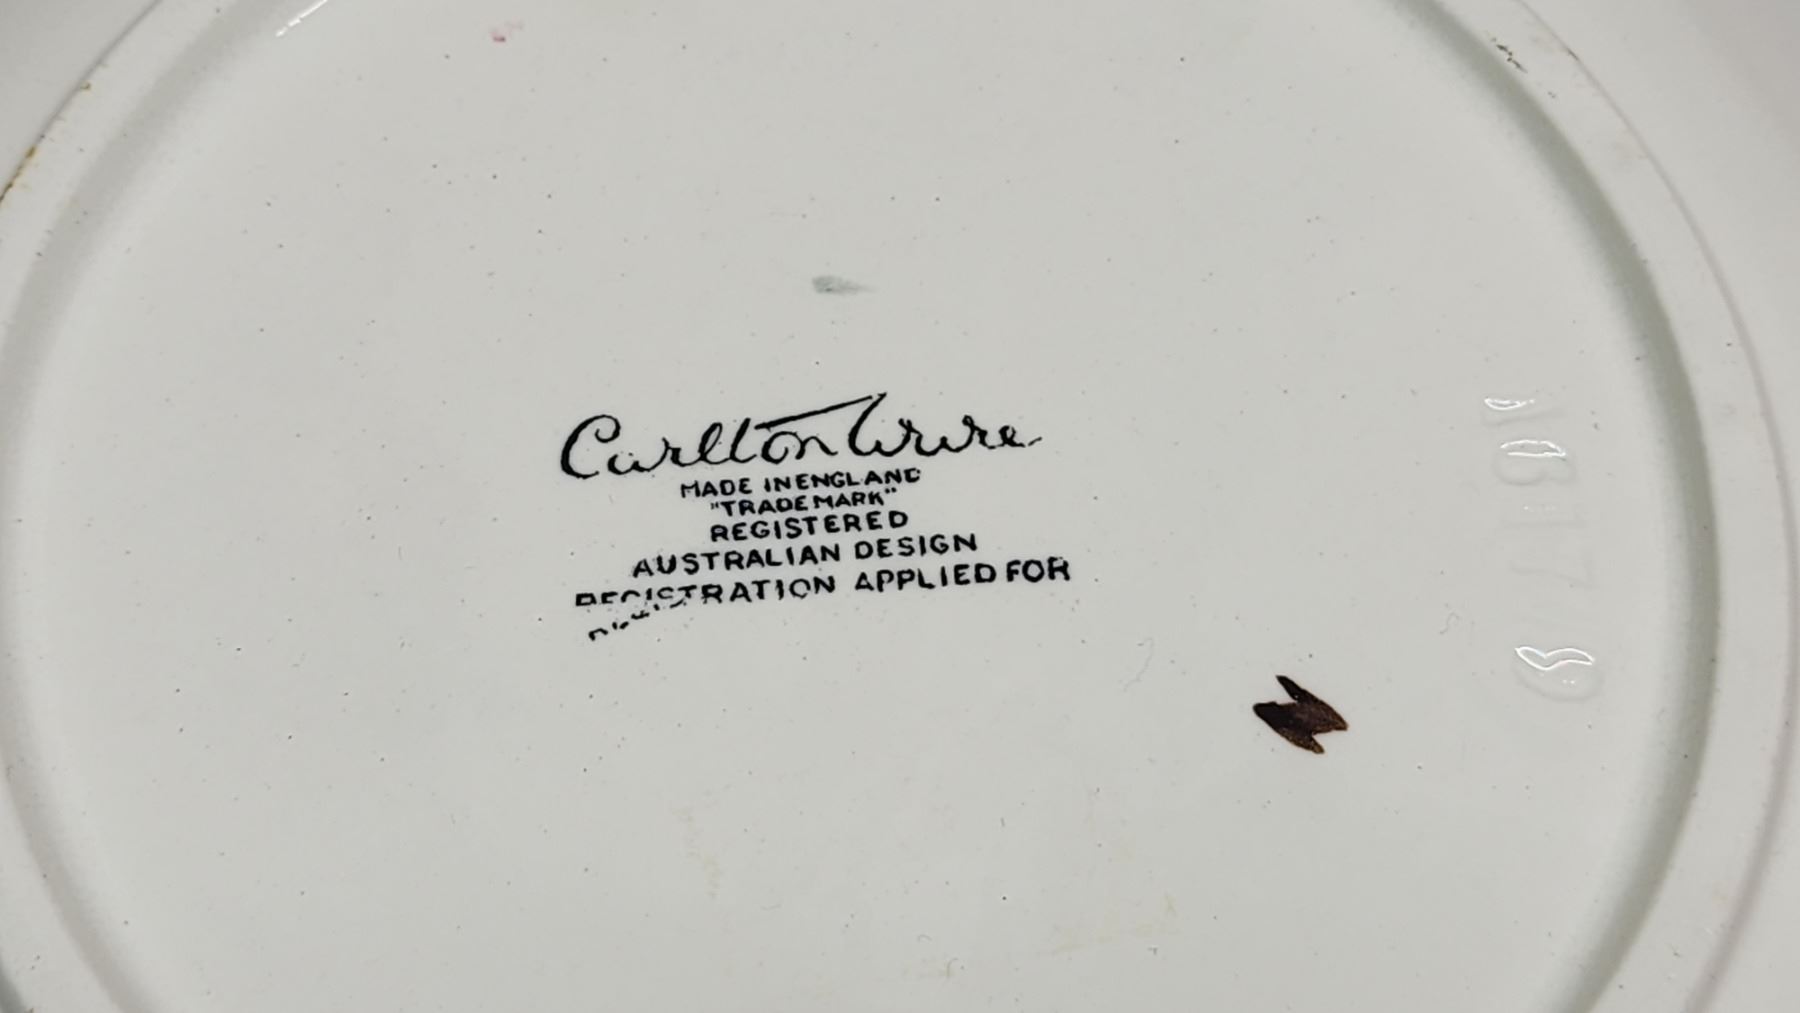 Carlton Ware
MADE IN ENGLAND
"TRADE MARK"
REGISTERED
AUSTRALIAN DESIGN
REGISTRATION APPLIED FOR